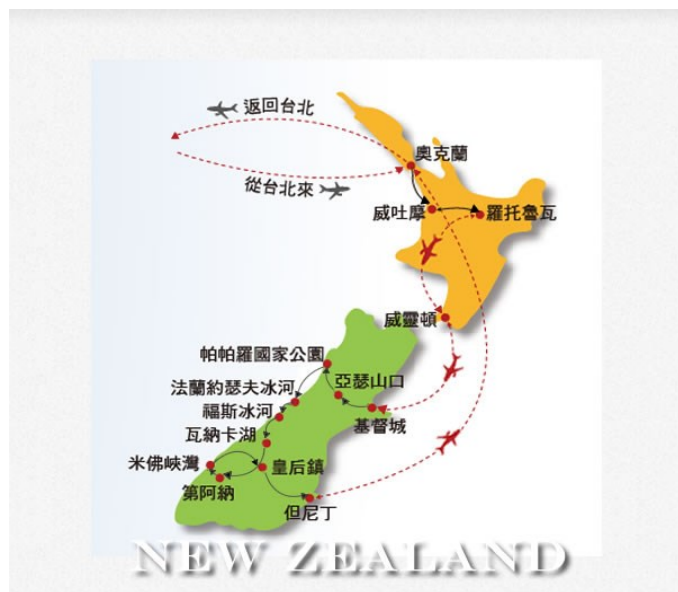 返回台北
奧克蘭
從台北來
威吐摩
羅托魯瓦
威靈頓
帕帕羅國家公園
亞瑟山口
法蘭約瑟夫冰河
福斯冰河
基督城
瓦納卡湖
米佛峽灣
皇后鎮
第阿納
但尼丁
NEW ZEALAND